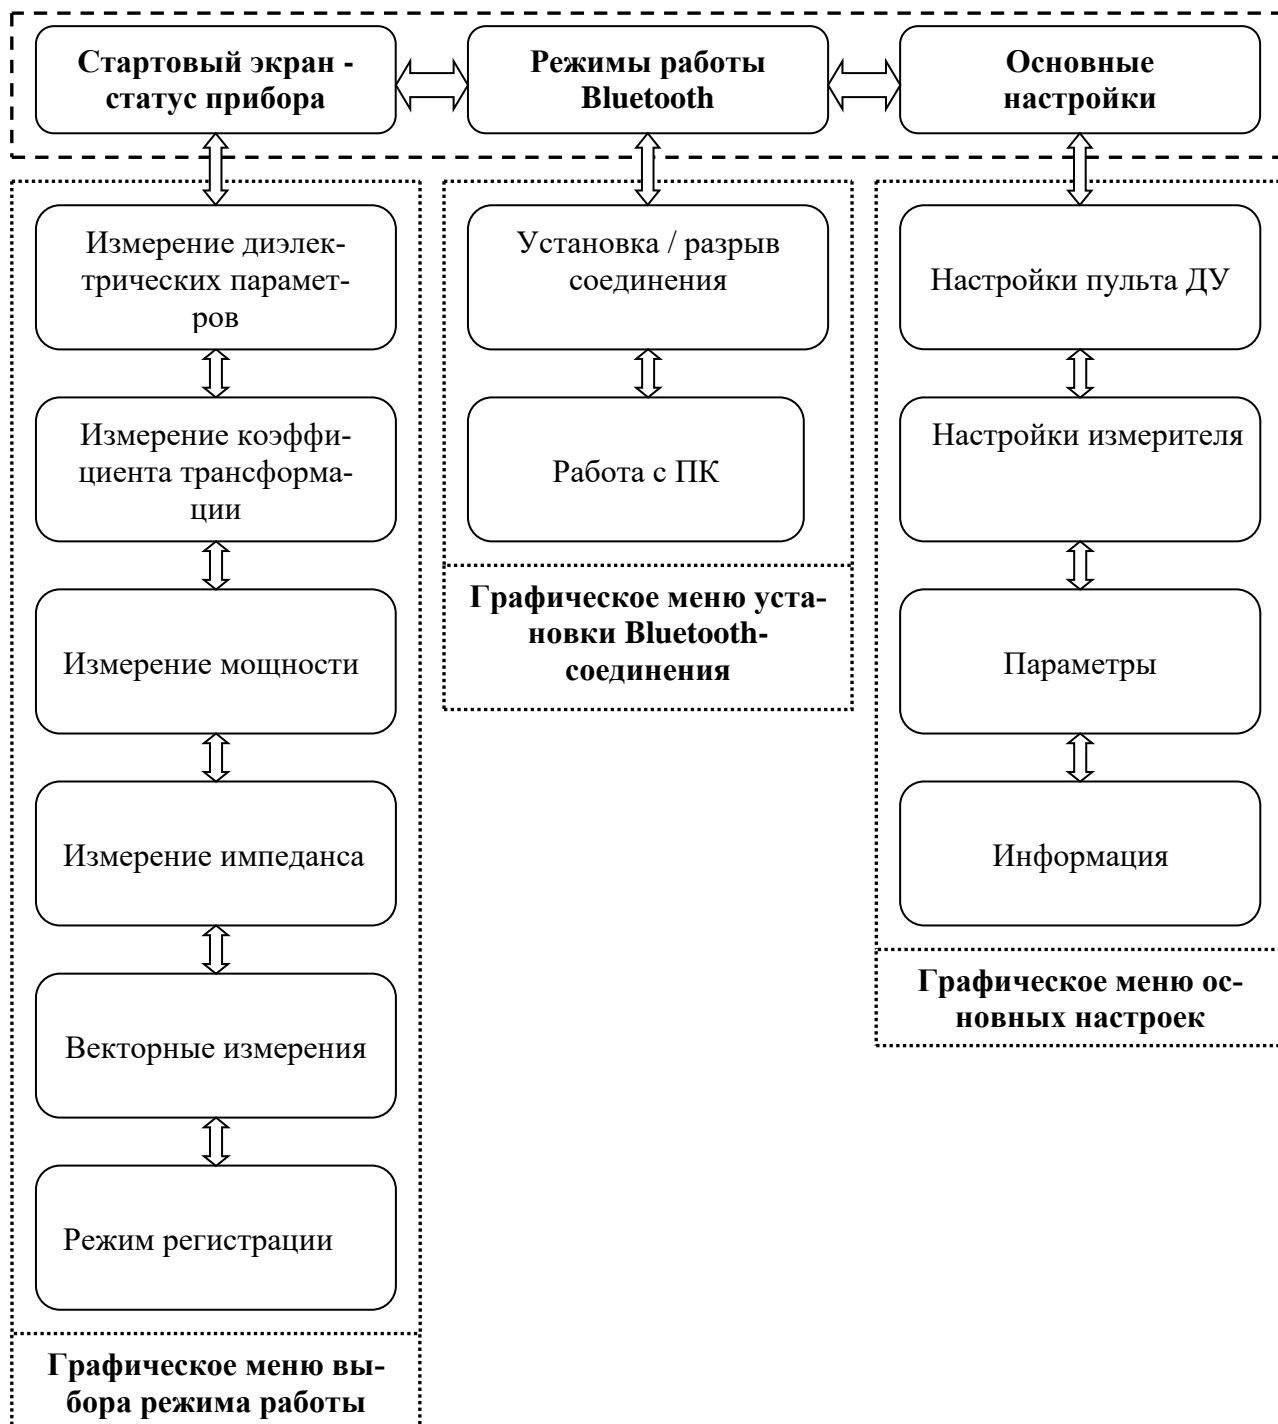 Стартовый экран -
статус прибора
Режимы работы
Bluetooth
Основные
настройки
Измерение диэлек-
трических парамет-
ров
Измерение коэффи-
циента трансформа-
ции
Измерение мощности
Измерение импеданса
Векторные измерения
Режим регистрации
Графическое меню вы-
бора режима работы
Установка / разрыв
соединения
Работа с ПК
Графическое меню уста-
новки Bluetooth-
соединения
Настройки пульта ДУ
Настройки измерителя
Параметры
Информация
Графическое меню ос-
новных настроек